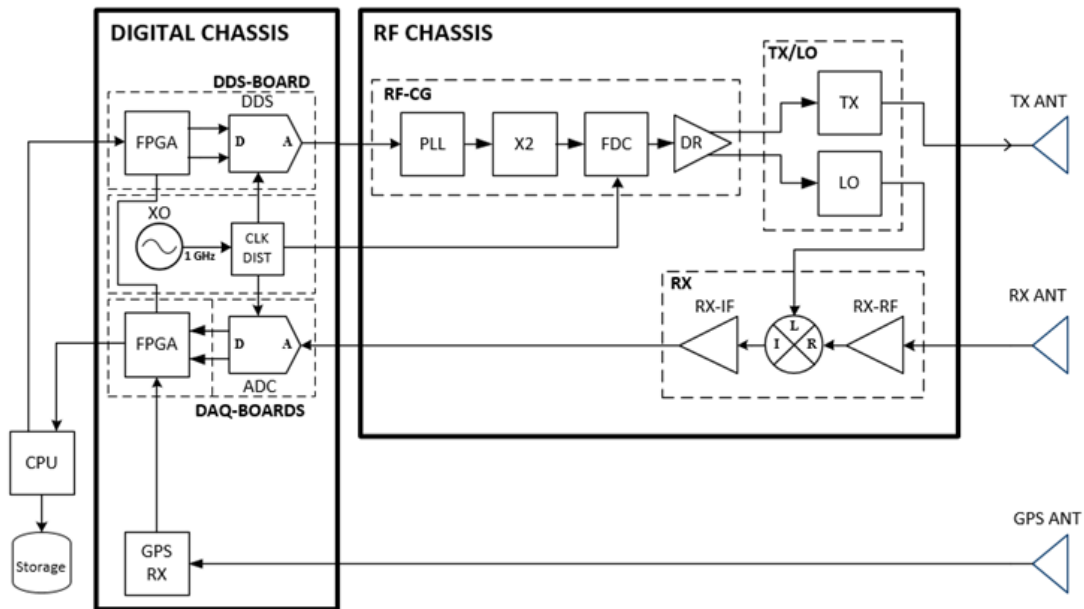 DIGITAL CHASSIS
RF CHASSIS
DDS-BOARD
DDS
FPGA
D
A
XO
1 GHz
CLK
DIST
FPGA
D
A
ADC
DAQ-BOARDS
GPS
RX
CPU
Storage
RF-CG
PLL
X2
FDC
DR
TX/LO
TX
LO
RX
RX-IF
L
I
R
RX-RF
TX ANT
RX ANT
GPS ANT